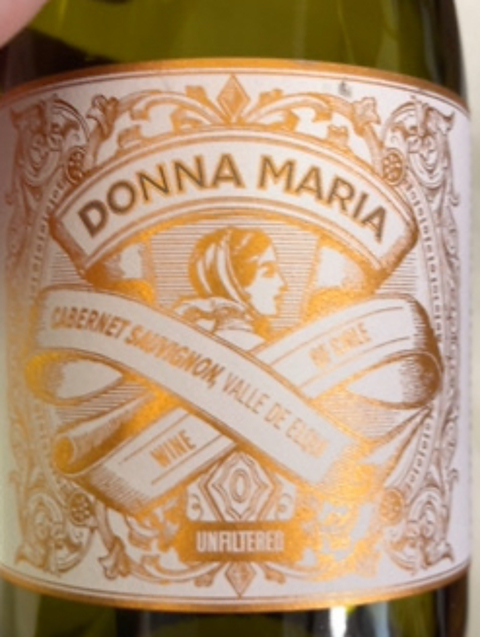 DONNA MARIA
CABERNET SAUVIGNON, VALLE DE ELQUI
WINE OF CHILE
UNFILTERED